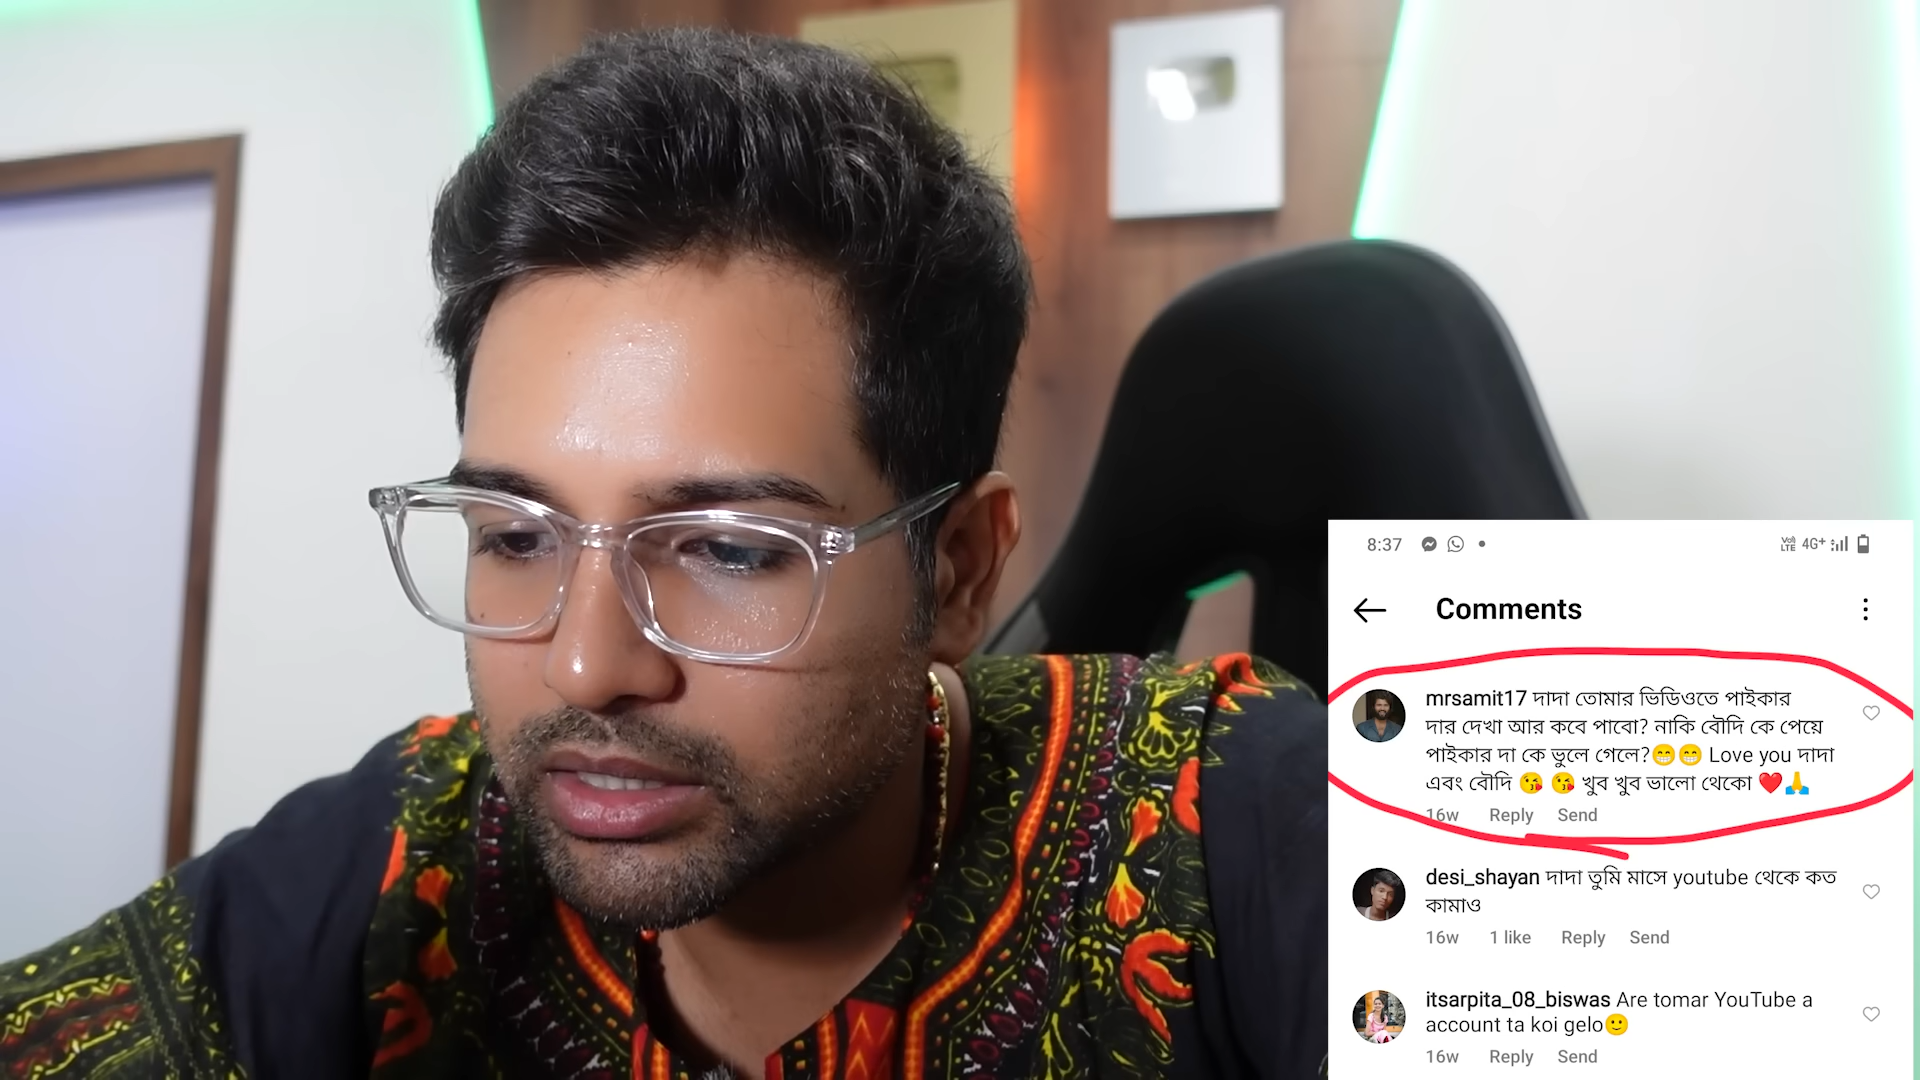 8:37 VoLTE 4G+
Comments
mrsamit17 দাদা তোমার ভিডিওতে পাইকার
দার দেখা আর কবে পাবো? নাকি বৌদি কে পেয়ে
পাইকার দা কে ভুলে গেলে?😁😁 Love you দাদা
এবং বৌদি 😘 😘 খুব খুব ভালো থেকো ❤️🙏
16w Reply Send
desi_shayan দাদা তুমি মাসে youtube থেকে কত
কামাও
16w 1 like Reply Send
itsarpita_08_biswas Are tomar YouTube a
account ta koi gelo🙂
16w Reply Send